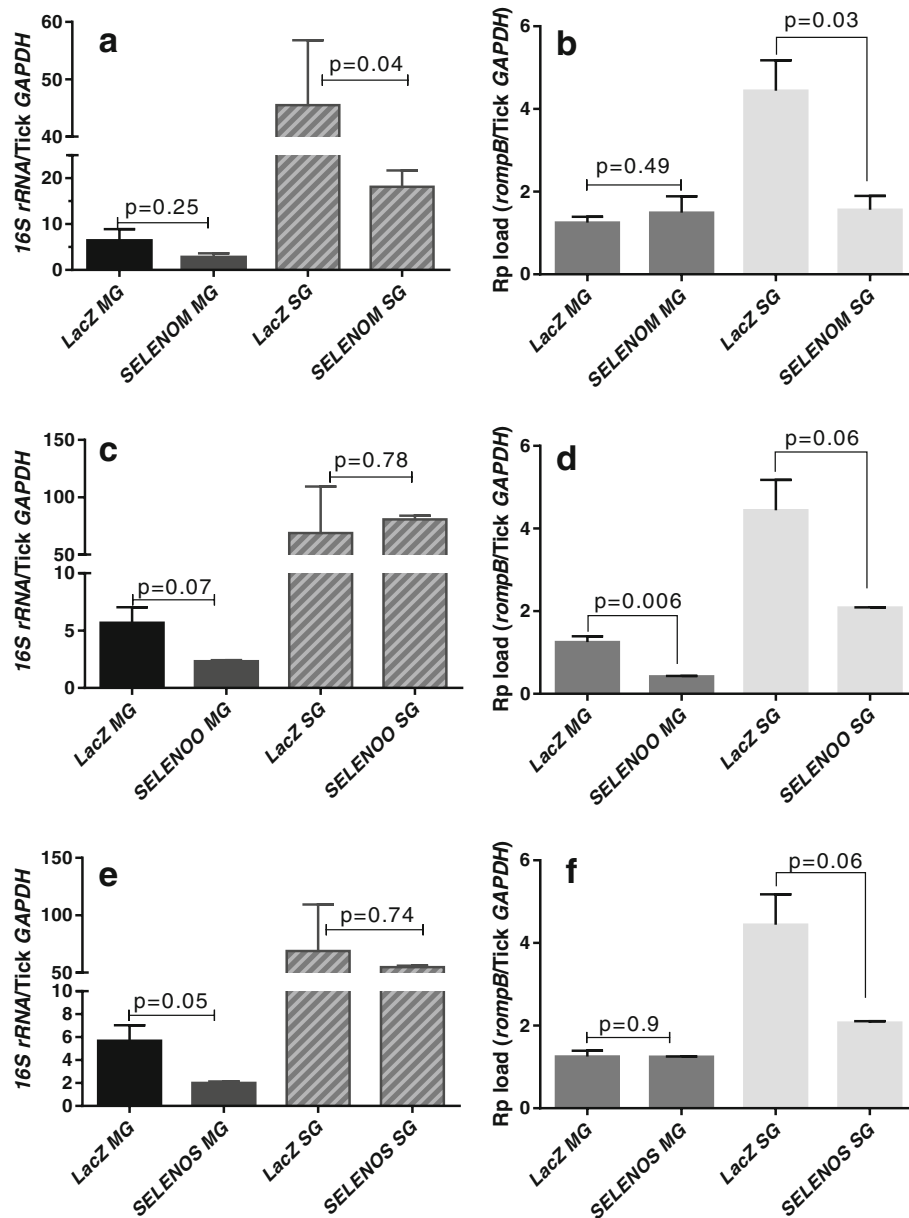 a
16S rRNA/Tick GAPDH
60
50
40
20
10
0
p=0.25
p=0.04
LacZ MG
SELENOM MG
LacZ SG
SELENOM SG
b
Rp load (rompB/Tick GAPDH)
6
4
2
0
p=0.49
p=0.03
LacZ MG
SELENOM MG
LacZ SG
SELENOM SG
c
16S rRNA/Tick GAPDH
150
100
50
10
5
0
p=0.07
p=0.78
LacZ MG
SELENOO MG
LacZ SG
SELENOO SG
d
Rp load (rompB/Tick GAPDH)
6
4
2
0
p=0.006
p=0.06
LacZ MG
SELENOO MG
LacZ SG
SELENOO SG
e
16S rRNA/Tick GAPDH
150
100
50
10
8
6
4
2
0
p=0.05
p=0.74
LacZ MG
SELENOS MG
LacZ SG
SELENOS SG
f
Rp load (rompB/Tick GAPDH)
6
4
2
0
p=0.9
p=0.06
LacZ MG
SELENOS MG
LacZ SG
SELENOS SG